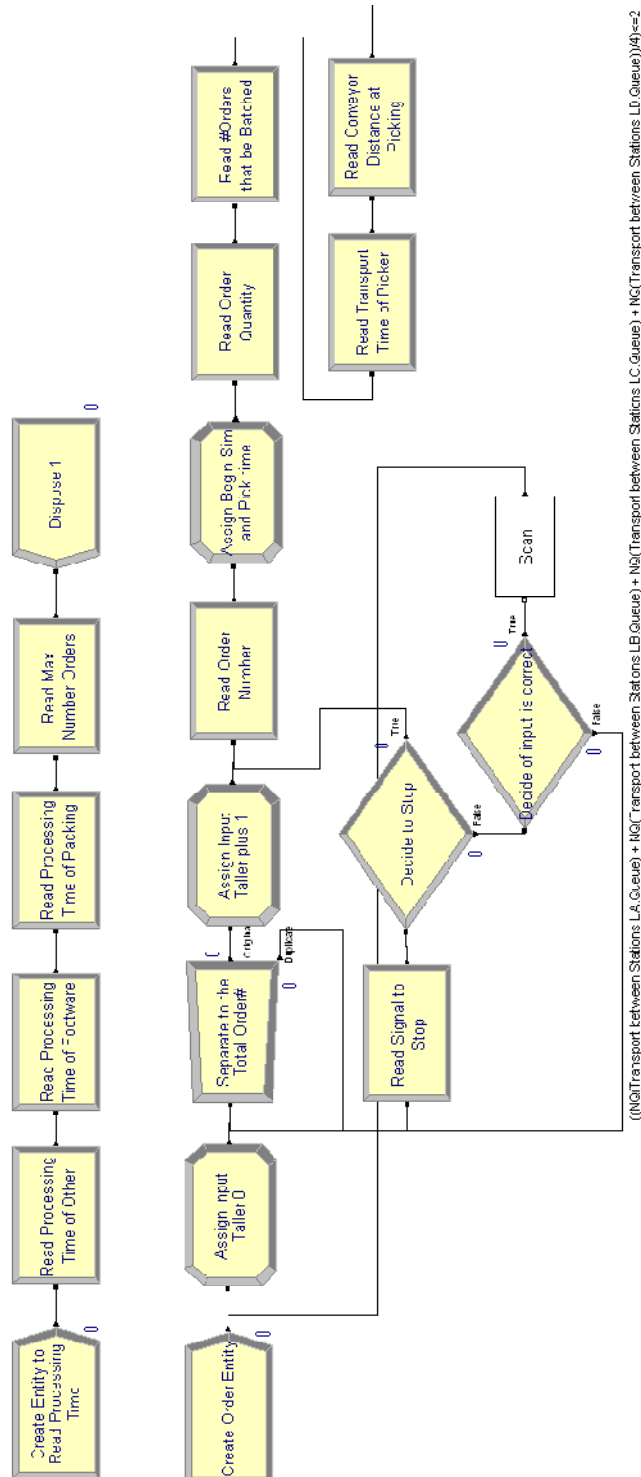 Create Entity to
Read Processing
Time
0
Read Processing
Time of Other
Read Processing
Time of Footware
Read Processing
Time of Packing
Read Max
Number Orders
Dispose 1
0
Create Order Entity
0
Assign Input
Taller 0
Separate to the
Total Order#
0
Original
Duplicate
0
Assign Input
Taller plus 1
Read Order
Number
Assign Begin Sim
and Pick time
Read Order
Quantity
Read #Orders
that be Batched
Read Transport
Time of Picker
Read Conveyor
Distance at
Picking
Read Signal to
Stop
Decide to Stop
0
True
0
False
Decide of input is correct
0
True
0
False
Scan
((NQ(Transport between Stations LA.Queue) + NQ(Transport between Stations LB.Queue) + NQ(Transport between Stations LC.Queue) + NQ(Transport between Stations LD.Queue))/4)<=2